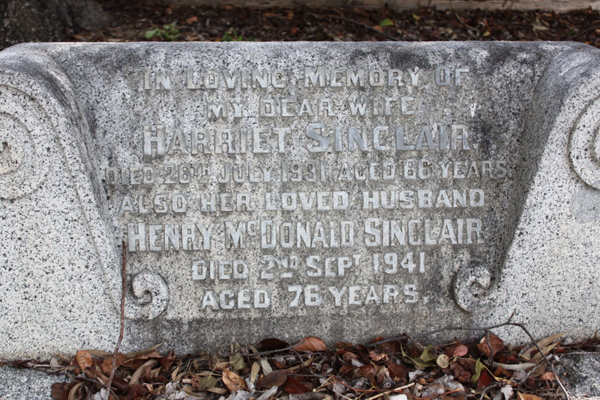 IN LOVING MEMORY OF
MY DEAR WIFE
HARRIET SINCLAIR
DIED 26TH JULY 1931 AGED 66 YEARS
ALSO HER LOVED HUSBAND
HENRY MCDONALD SINCLAIR
DIED 2ND SEPT 1941
AGED 76 YEARS.